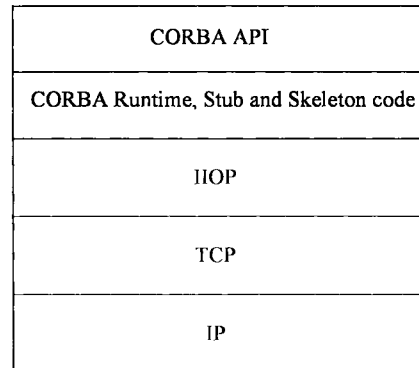 CORBA API
CORBA Runtime, Stub and Skeleton code
IIOP
TCP
IP